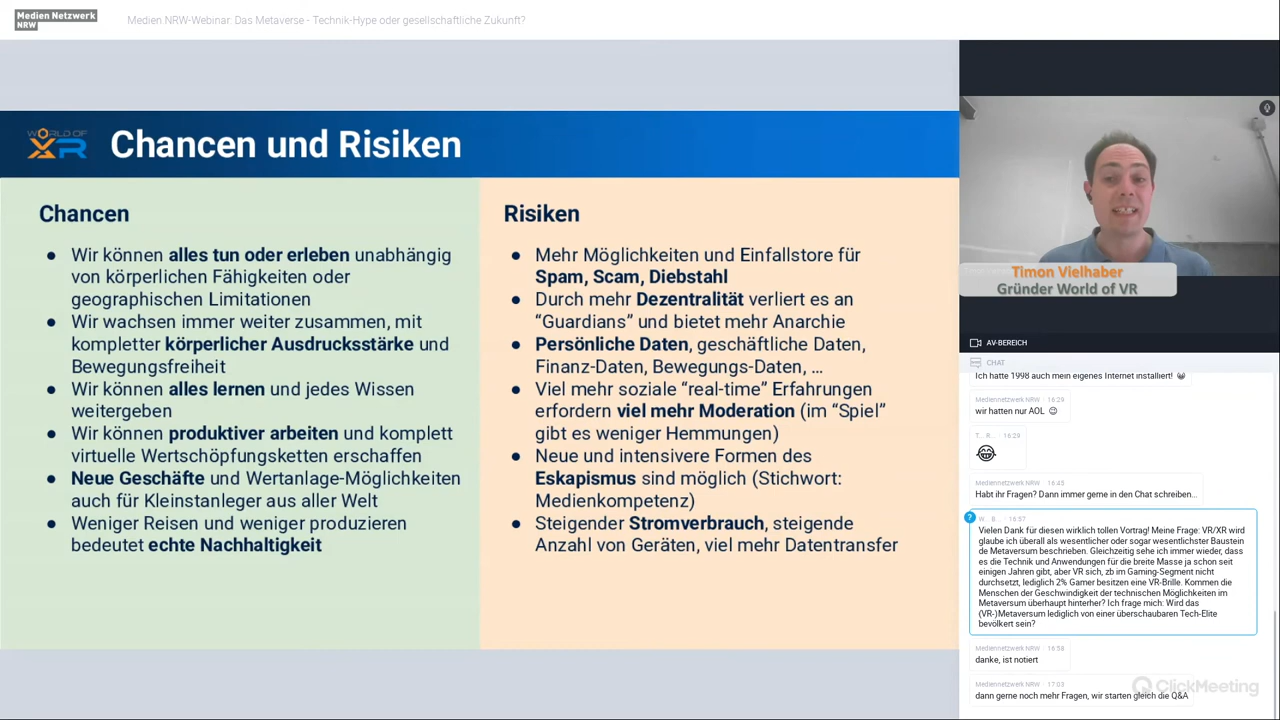 Medien Netzwerk
NRW
Medien.NRW-Webinar: Das Metaverse - Technik-Hype oder gesellschaftliche Zukunft?
WORLD OF
XR
Chancen und Risiken
Chancen
● Wir können alles tun oder erleben unabhängig
von körperlichen Fähigkeiten oder
geographischen Limitationen
● Wir wachsen immer weiter zusammen, mit
kompletter körperlicher Ausdrucksstärke und
Bewegungsfreiheit
● Wir können alles lernen und jedes Wissen
weitergeben
● Wir können produktiver arbeiten und komplett
virtuelle Wertschöpfungsketten erschaffen
● Neue Geschäfte und Wertanlage-Möglichkeiten
auch für Kleinstanleger aus aller Welt
● Weniger Reisen und weniger produzieren
bedeutet echte Nachhaltigkeit
Risiken
● Mehr Möglichkeiten und Einfallstore für
Spam, Scam, Diebstahl
● Durch mehr Dezentralität verliert es an
“Guardians” und bietet mehr Anarchie
● Persönliche Daten, geschäftliche Daten,
Finanz-Daten, Bewegungs-Daten, ...
● Viel mehr soziale “real-time” Erfahrungen
erfordern viel mehr Moderation (im “Spiel”
gibt es weniger Hemmungen)
● Neue und intensivere Formen des
Eskapismus sind möglich (Stichwort:
Medienkompetenz)
● Steigender Stromverbrauch, steigende
Anzahl von Geräten, viel mehr Datentransfer
Timon Vielhaber
Gründer World of VR
AV-BEREICH
CHAT
Ich hatte 1998 auch mein eigenes Internet installiert! 😀
Mediennetzwerk NRW · 16:29
wir hatten nur AOL 😉
T... R... · 16:29
😂
Mediennetzwerk NRW · 16:45
Habt ihr Fragen? Dann immer gerne in den Chat schreiben...
?
W... B... · 16:57
Vielen Dank für diesen wirklich tollen Vortrag! Meine Frage: VR/XR wird
glaube ich überall als wesentlicher oder sogar wesentlichster Baustein
de Metaversum beschrieben. Gleichzeitig sehe ich immer wieder, dass
es die Technik und Anwendungen für die breite Masse ja schon seit
einigen Jahren gibt, aber VR sich, zb im Gaming-Segment nicht
durchsetzt, lediglich 2% Gamer besitzen eine VR-Brille. Kommen die
Menschen der Geschwindigkeit der technischen Möglichkeiten im
Metaversum überhaupt hinterher? Ich frage mich: Wird das
(VR-)Metaversum lediglich von einer überschaubaren Tech-Elite
bevölkert sein?
Mediennetzwerk NRW · 16:58
danke, ist notiert
Mediennetzwerk NRW · 17:03
dann gerne noch mehr Fragen, wir starten gleich die Q&A
ClickMeeting